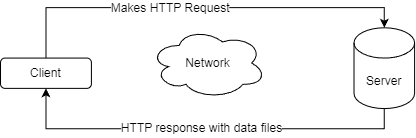 Makes HTTP Request
Client
Network
Server
HTTP response with data files